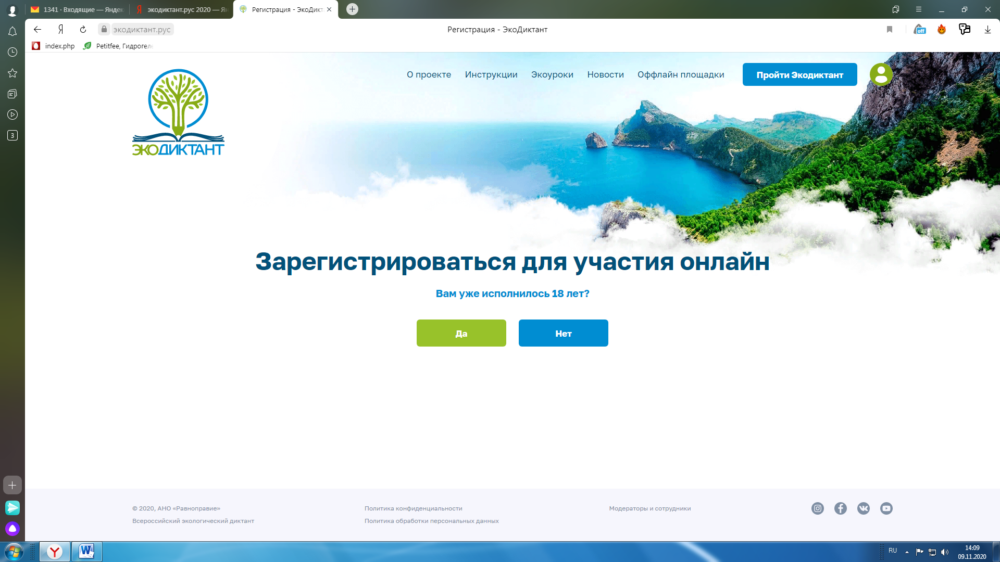 1341 · Входящие — Яндек
экодиктант.рус 2020 — Ян
Регистрация - ЭкоДикт
экодиктант.рус
Регистрация - ЭкоДиктант
off
index.php
Petitfee, Гидрогеле
3
ЭКОДИКТАНТ
О проекте
Инструкции
Экоуроки
Новости
Оффлайн площадки
Пройти Экодиктант
Зарегистрироваться для участия онлайн
Вам уже исполнилось 18 лет?
Да
Нет
© 2020, АНО «Равноправие»
Всероссийский экологический диктант
Политика конфиденциальности
Политика обработки персональных данных
Модераторы и сотрудники
RU
14:09
09.11.2020